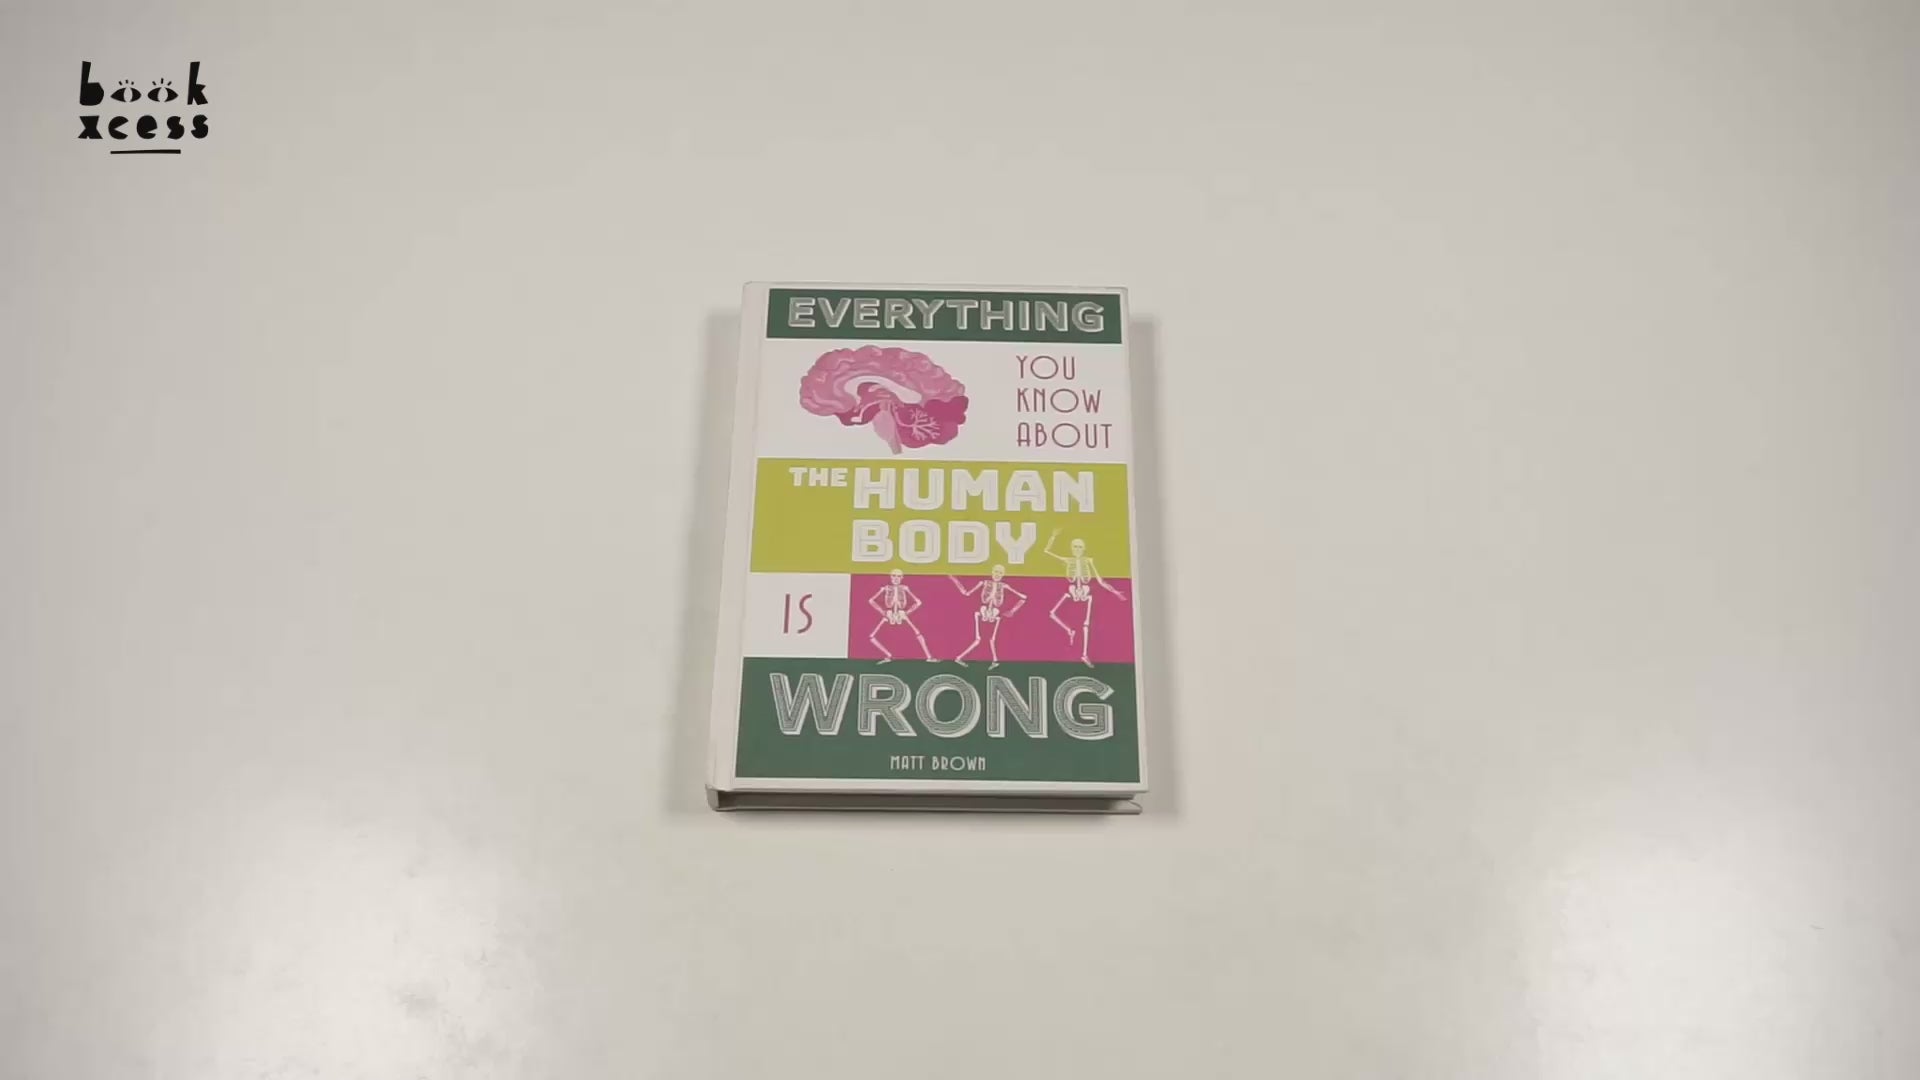 book
xcess
EVERYTHING
YOU
KNOW
ABOUT
THE HUMAN
BODY
IS
WRONG
MATT BROWN